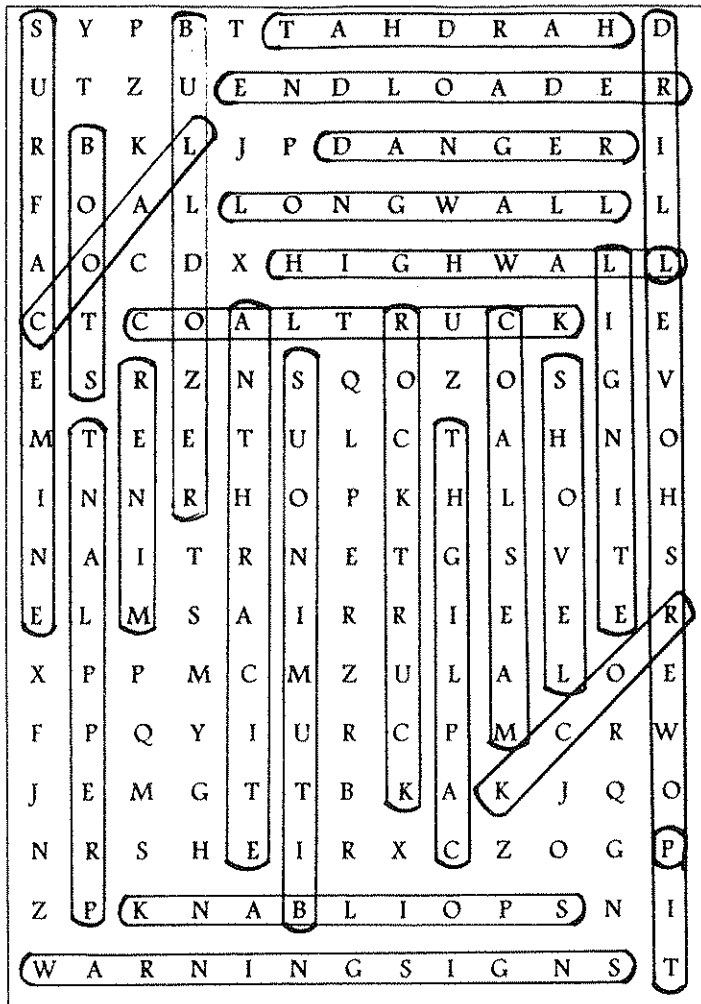 S Y P B T T A H D R A H D
U T Z U E N D L O A D E R
R B K L J P D A N G E R I
F O A L L O N G W A L L L
A O C D X H I G H W A L L
C T C O A L T R U C K I E
E S R Z N S Q O Z O S G V
M T E E T U L C T A H N O
I N N R H O P K H L O I H
N A I T R N E T G S V T S
E L M S A I R R I E E E R
X P P M C M Z U L A L O E
F P Q Y I U R C P M C R W
J E M G T T B K A K J Q O
N R S H E I R X C Z O G P
Z P K N A B L I O P S N I
W A R N I N G S I G N S T